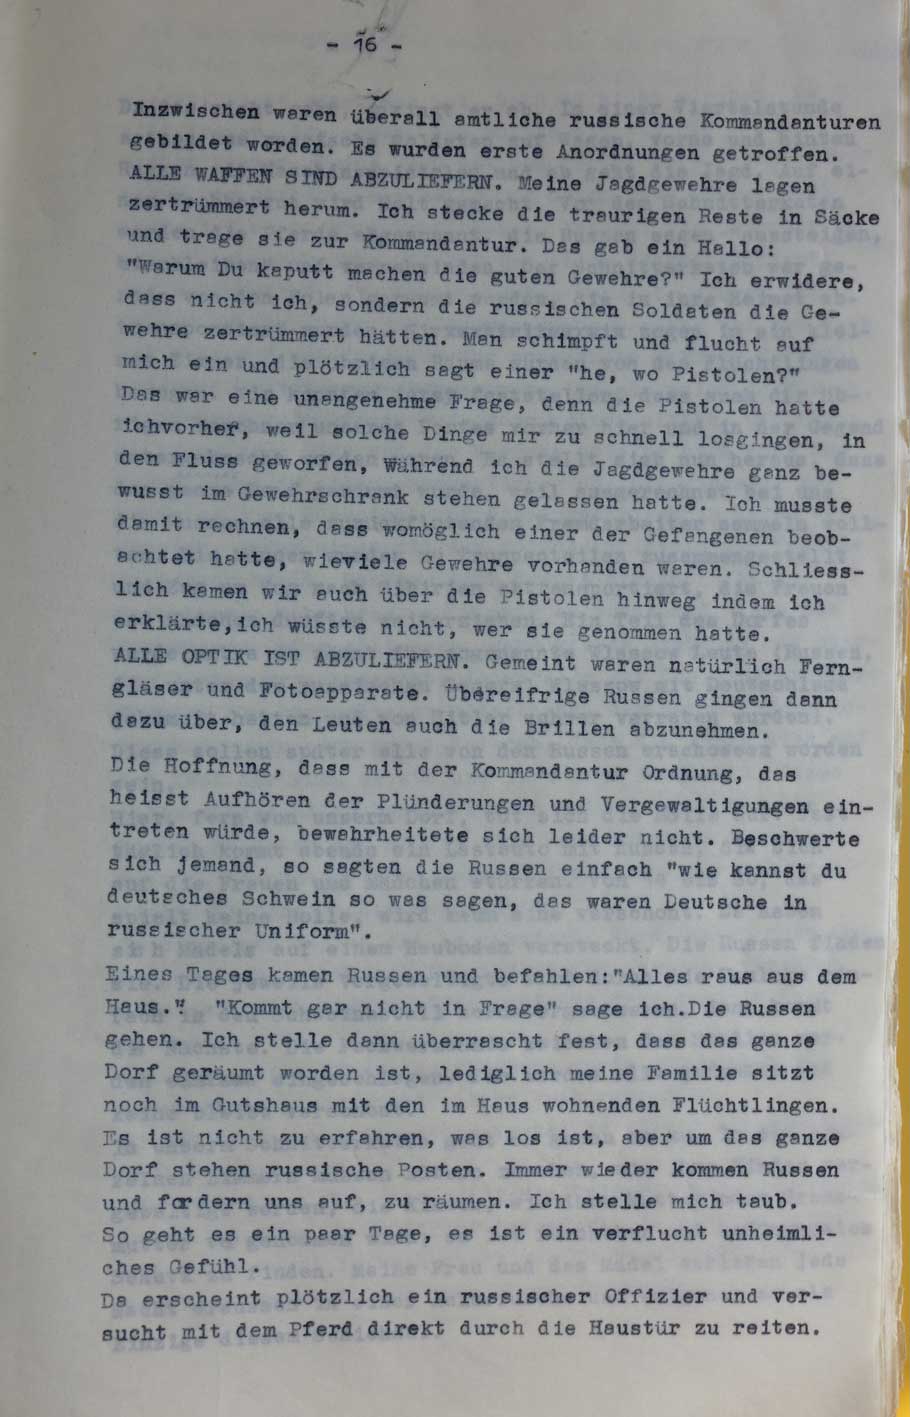 - 16 -
Inzwischen waren überall amtliche russische Kommandanturen
gebildet worden. Es wurden erste Anordnungen getroffen.
ALLE WAFFEN SIND ABZULIEFERN. Meine Jagdgewehre lagen
zertrümmert herum. Ich stecke die traurigen Reste in Säcke
und trage sie zur Kommandantur. Das gab ein Hallo:
"Warum Du kaputt machen die guten Gewehre?" Ich erwidere,
dass nicht ich, sondern die russischen Soldaten die Ge-
wehre zertrümmert hätten. Man schimpft und flucht auf
mich ein und plötzlich sagt einer "he, wo Pistolen?"
Das war eine unangenehme Frage, denn die Pistolen hatte
ichvorher, weil solche Dinge mir zu schnell losgingen, in
den Fluss geworfen, Während ich die Jagdgewehre ganz be-
wusst im Gewehrschrank stehen gelassen hatte. Ich musste
damit rechnen, dass womöglich einer der Gefangenen beob-
achtet hatte, wieviele Gewehre vorhanden waren. Schliess-
lich kamen wir auch über die Pistolen hinweg indem ich
erklärte,ich wüsste nicht, wer sie genommen hatte.
ALLE OPTIK IST ABZULIEFERN. Gemeint waren natürlich Fern-
gläser und Fotoapparate. Übereifrige Russen gingen dann
dazu über, den Leuten auch die Brillen abzunehmen.
Die Hoffnung, dass mit der Kommandantur Ordnung, das
heisst Aufhören der Plünderungen und Vergewaltigungen ein-
treten würde, bewahrheitete sich leider nicht. Beschwerte
sich jemand, so sagten die Russen einfach "wie kannst du
deutsches Schwein so was sagen, das waren Deutsche in
russischer Uniform".
Eines Tages kamen Russen und befahlen:"Alles raus aus dem
Haus." "Kommt gar nicht in Frage" sage ich.Die Russen
gehen. Ich stelle dann überrascht fest, dass das ganze
Dorf geräumt worden ist, lediglich meine Familie sitzt
noch im Gutshaus mit den im Haus wohnenden Flüchtlingen.
Es ist nicht zu erfahren, was los ist, aber um das ganze
Dorf stehen russische Posten. Immer wieder kommen Russen
und fordern uns auf, zu räumen. Ich stelle mich taub.
So geht es ein paar Tage, es ist ein verflucht unheimli-
ches Gefühl.
Da erscheint plötzlich ein russischer Offizier und ver-
sucht mit dem Pferd direkt durch die Haustür zu reiten.